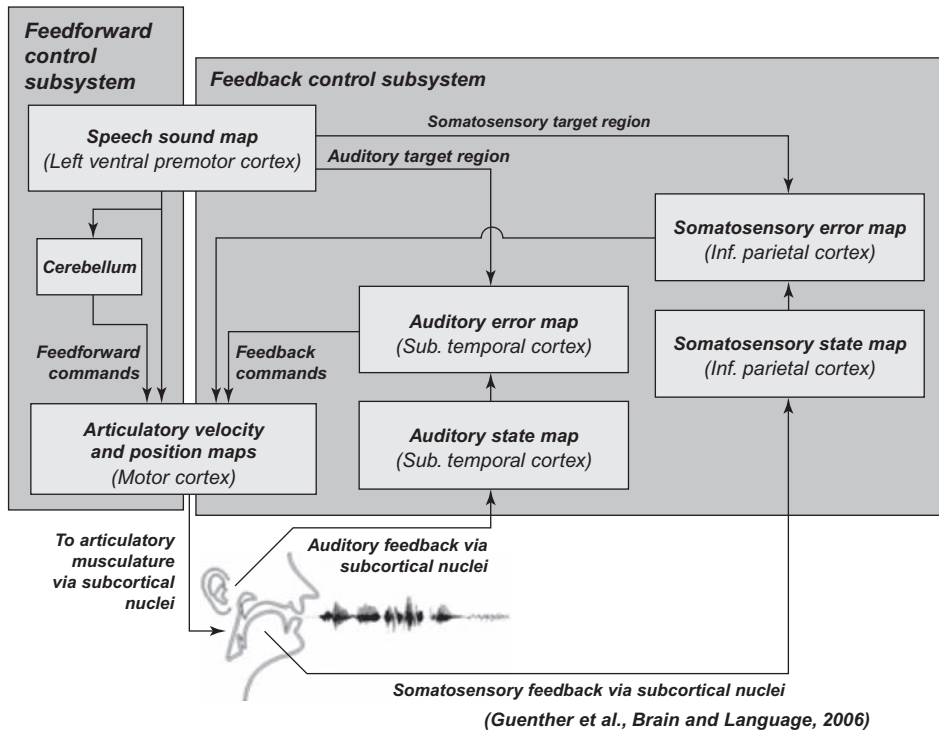 Feedforward
control
subsystem
Feedback control subsystem
Speech sound map
(Left ventral premotor cortex)
Somatosensory target region
Auditory target region
Cerebellum
Somatosensory error map
(Inf. parietal cortex)
Auditory error map
(Sub. temporal cortex)
Somatosensory state map
(Inf. parietal cortex)
Feedforward
commands
Feedback
commands
Articulatory velocity
and position maps
(Motor cortex)
Auditory state map
(Sub. temporal cortex)
To articulatory
musculature
via subcortical
nuclei
Auditory feedback via
subcortical nuclei
Somatosensory feedback via subcortical nuclei
(Guenther et al., Brain and Language, 2006)